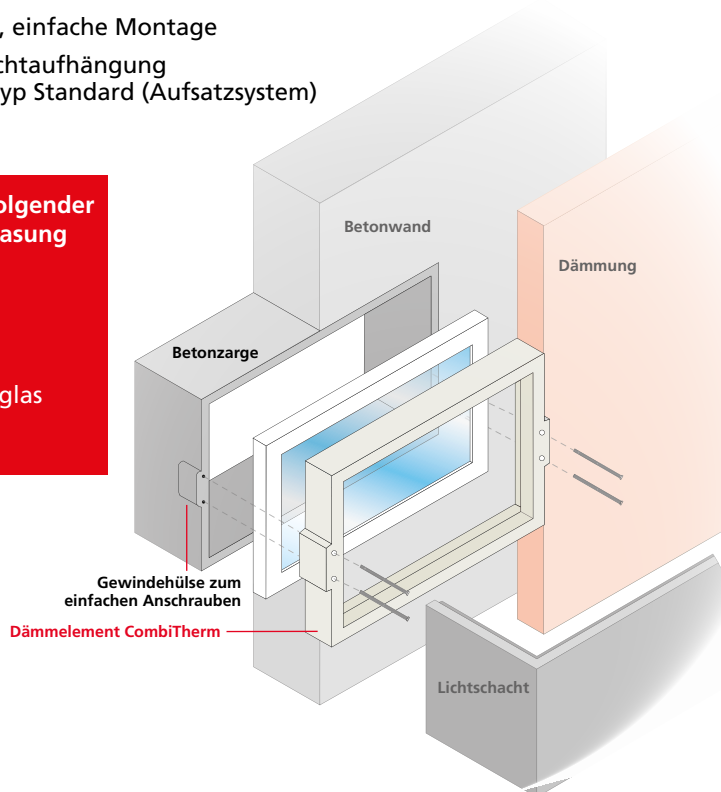 , einfache Montage
chtaufhängung
yp Standard (Aufsatzsystem)
olgender
asung
glas
Betonwand
Dämmung
Betonzarge
Gewindehülse zum
einfachen Anschrauben
Dämmelement CombiTherm
Lichtschacht